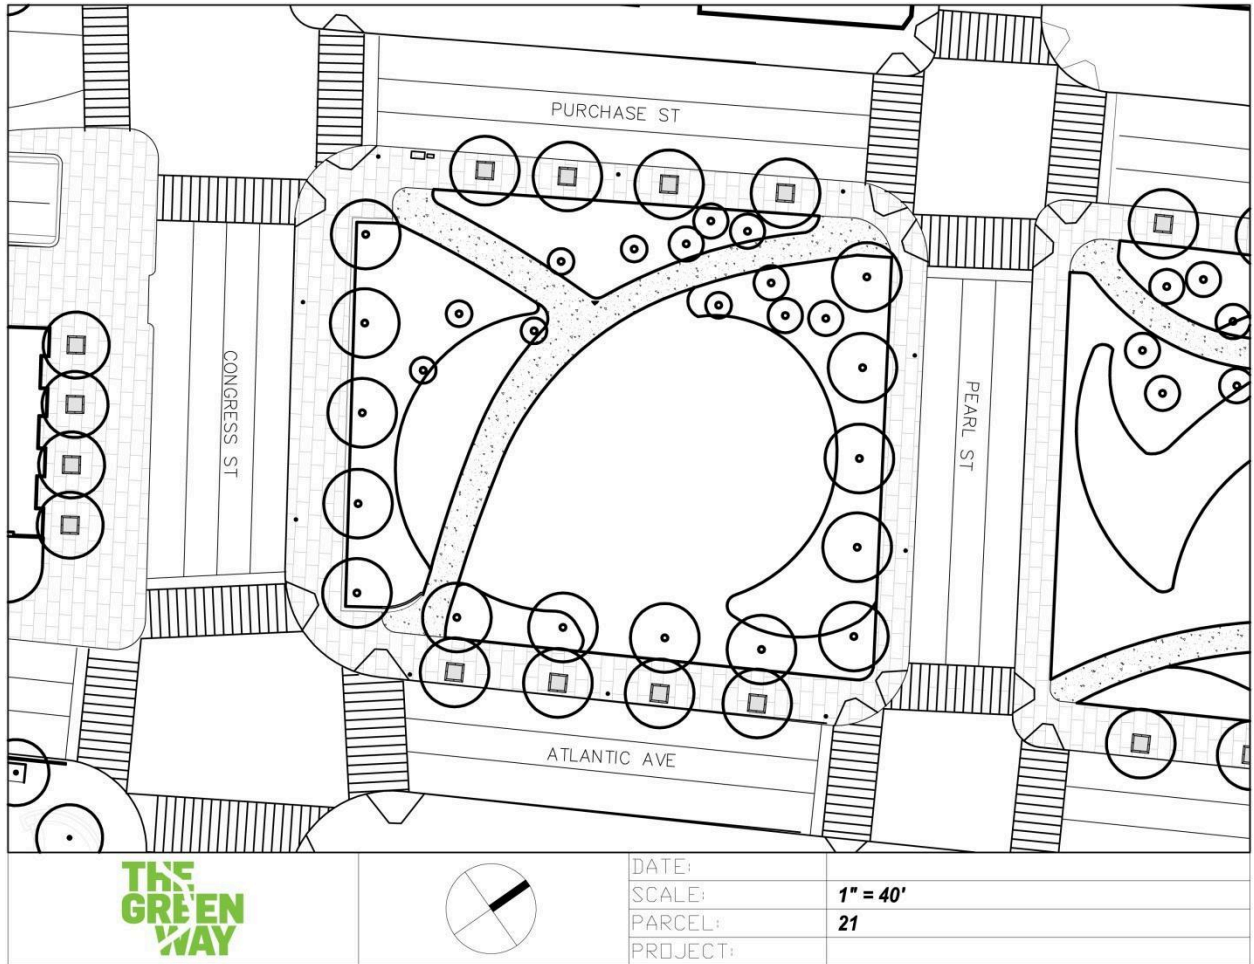 PURCHASE ST
CONGRESS ST
PEARL ST
ATLANTIC AVE
THE
GREEN
WAY
DATE:
SCALE: 1" = 40'
PARCEL: 21
PROJECT: